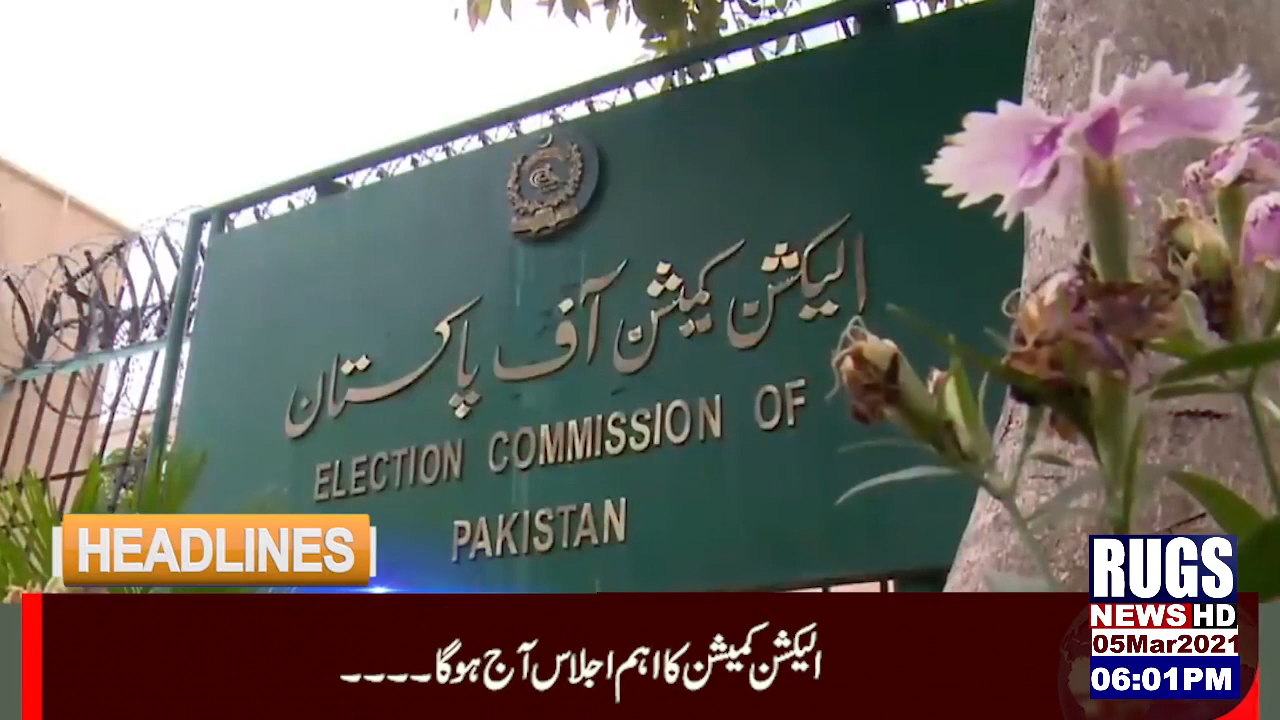 الیکشن کمیشن آف پاکستان
ELECTION COMMISSION OF
PAKISTAN
HEADLINES
الیکشن کمیشن کا اہم اجلاس آج ہوگا۔۔۔۔
RUGS
NEWS HD
05Mar2021
06:01PM